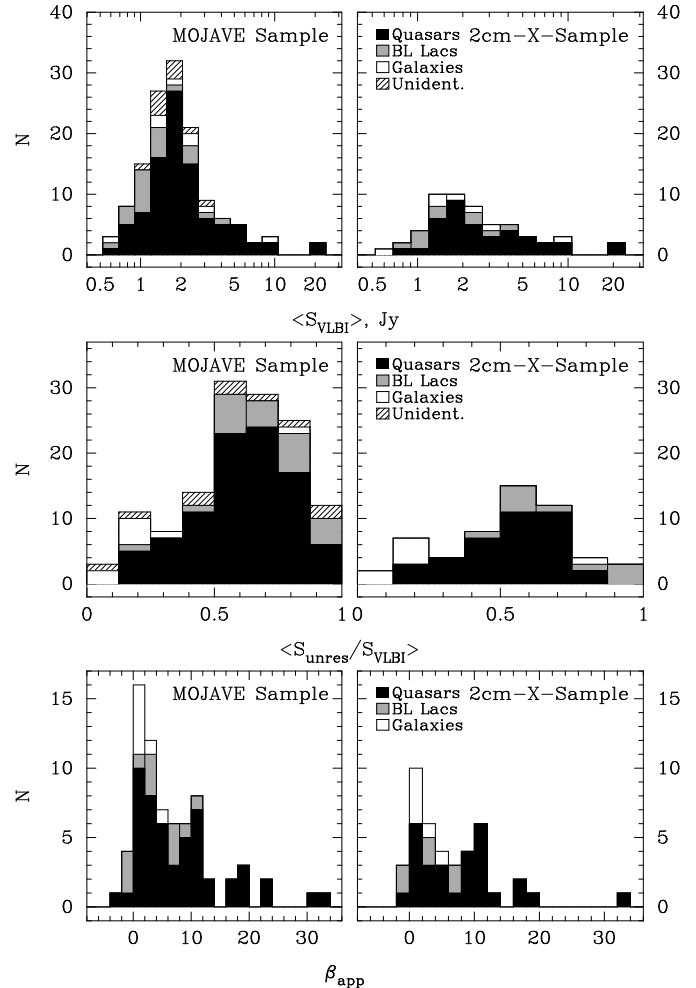 40 MOJAVE Sample Quasars 2cm-X-Sample 40
BL Lacs
Galaxies
Unident.
30 30
N
20 20
10 10
0 0
0.5 1 2 5 10 20 0.5 1 2 5 10 20
<S_VLBI>, Jy
MOJAVE Sample Quasars 2cm-X-Sample
BL Lacs
Galaxies
Unident.
30 30
N
20 20
10 10
0 0
0 0.5 1 0 0.5 1
<S_unres/S_VLBI>
MOJAVE Sample Quasars 2cm-X-Sample
BL Lacs
Galaxies
15 15
N
10 10
5 5
0 0
0 10 20 30 0 10 20 30
β_app